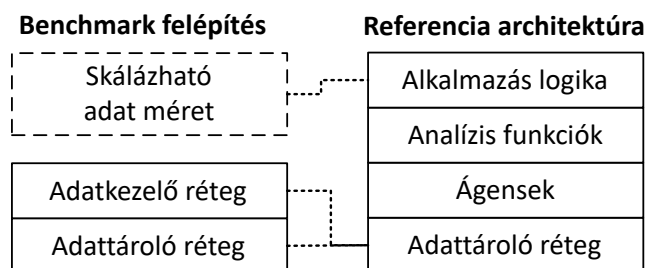 Benchmark felépítés
Skálázható
adat méret
Adatkezelő réteg
Adattároló réteg
Referencia architektúra
Alkalmazás logika
Analízis funkciók
Ágensek
Adattároló réteg